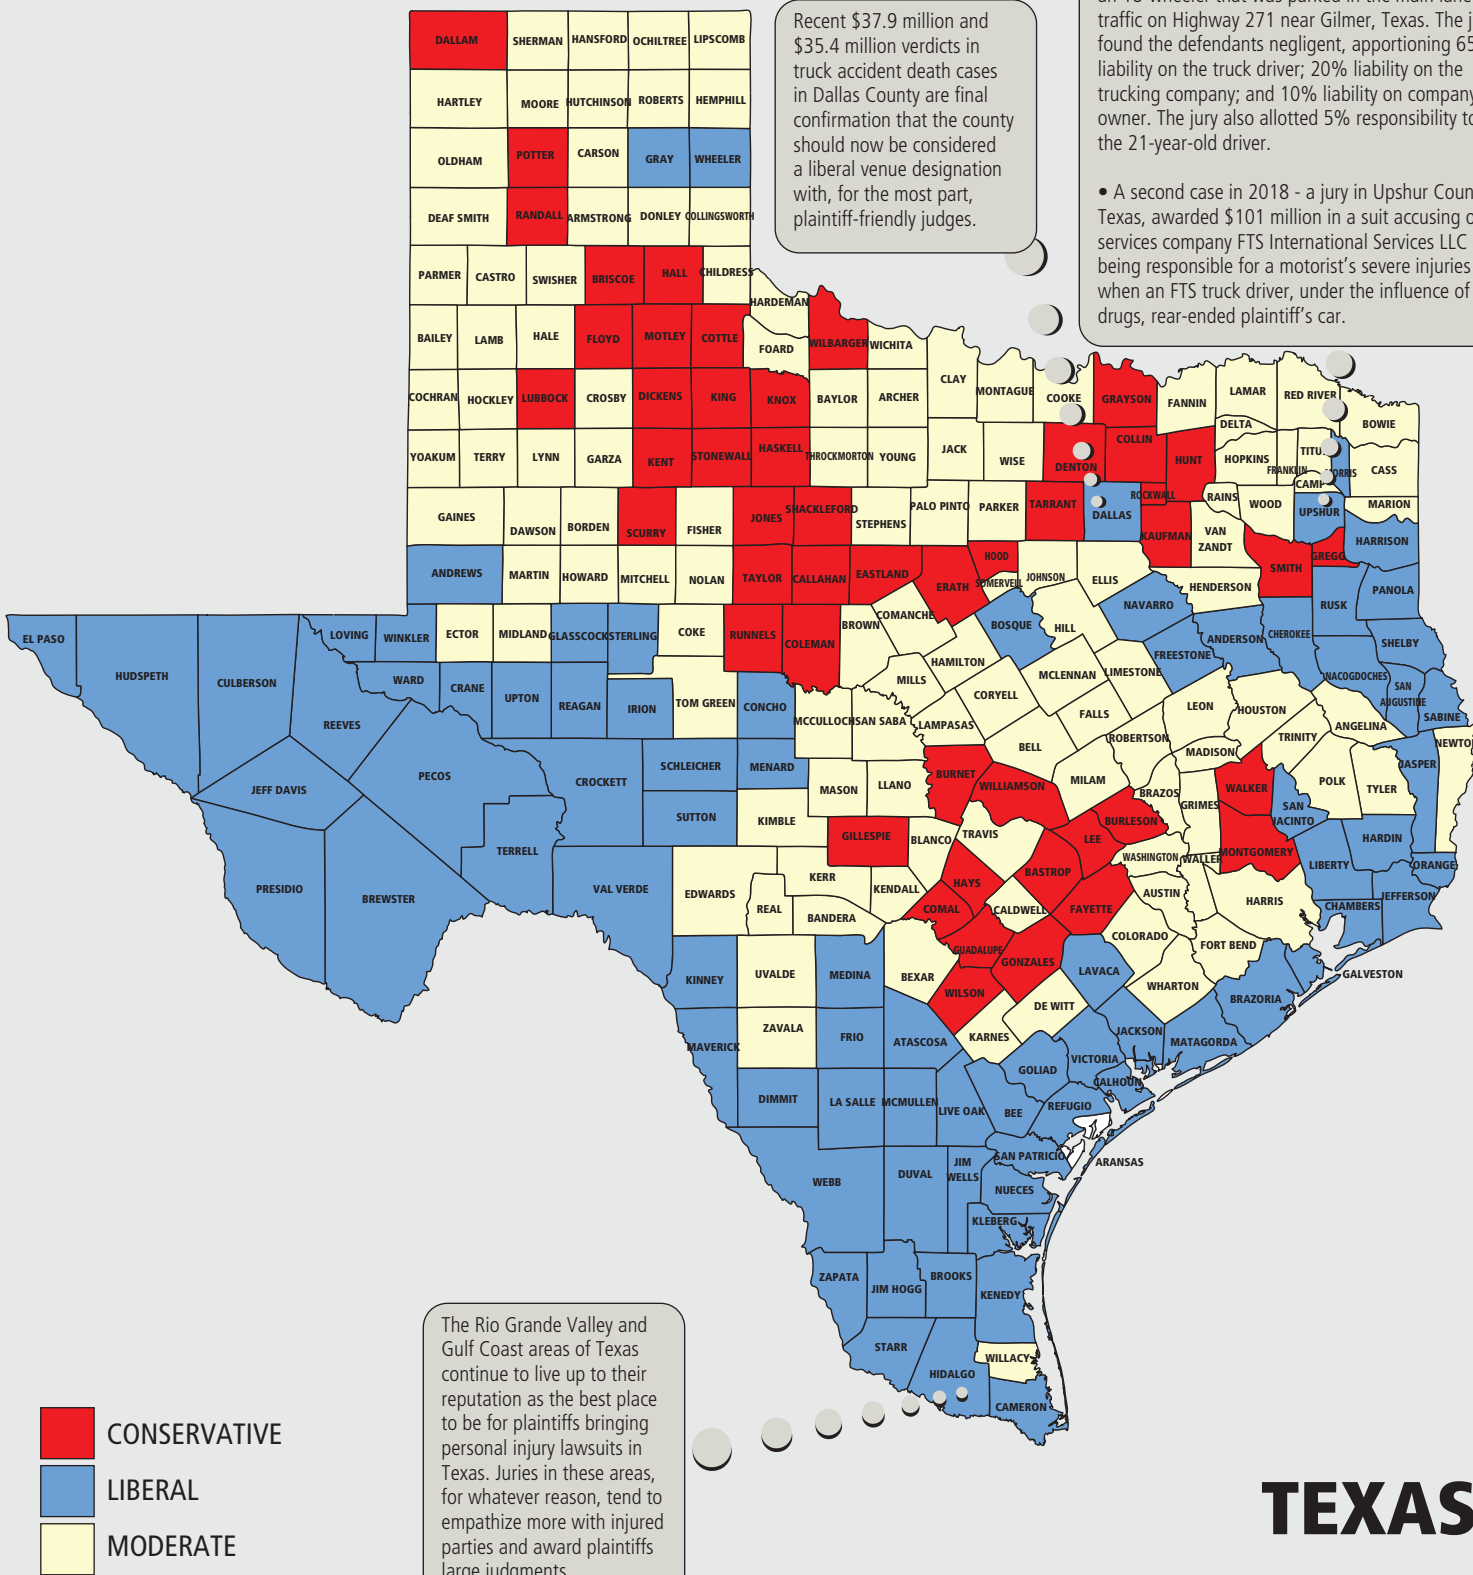 Recent $37.9 million and
$35.4 million verdicts in
truck accident death cases
in Dallas County are final
confirmation that the county
should now be considered
a liberal venue designation
with, for the most part,
plaintiff-friendly judges.
traffic on Highway 271 near Gilmer, Texas. The j
found the defendants negligent, apportioning 65
liability on the truck driver; 20% liability on the
trucking company; and 10% liability on company
owner. The jury also allotted 5% responsibility to
the 21-year-old driver.
• A second case in 2018 - a jury in Upshur Coun
Texas, awarded $101 million in a suit accusing o
services company FTS International Services LLC
being responsible for a motorist's severe injuries
when an FTS truck driver, under the influence of
drugs, rear-ended plaintiff's car.
DALLAM SHERMAN HANSFORD OCHILTREE LIPSCOMB
HARTLEY MOORE HUTCHINSON ROBERTS HEMPHILL
OLDHAM POTTER CARSON GRAY WHEELER
DEAF SMITH RANDALL ARMSTRONG DONLEY COLLINGSWORTH
PARMER CASTRO SWISHER BRISCOE HALL CHILDRESS
HARDEMAN
BAILEY LAMB HALE FLOYD MOTLEY COTTLE FOARD WILBARGER WICHITA
COCHRAN HOCKLEY LUBBOCK CROSBY DICKENS KING KNOX BAYLOR ARCHER CLAY MONTAGUE COOKE GRAYSON FANNIN LAMAR RED RIVER
DELTA BOWIE
YOAKUM TERRY LYNN GARZA KENT STONEWALL HASKELL THROCKMORTON YOUNG JACK WISE DENTON COLLIN HUNT HOPKINS FRANKLIN TITU MORRIS CASS
CAMP
GAINES DAWSON BORDEN SCURRY FISHER JONES SHACKLEFORD STEPHENS PALO PINTO PARKER TARRANT DALLAS ROCKWALL RAINS WOOD UPSHUR MARION
KAUFMAN VAN
ZANDT
HARRISON
ANDREWS MARTIN HOWARD MITCHELL NOLAN TAYLOR CALLAHAN EASTLAND ERATH HOOD SOMERVELL JOHNSON ELLIS HENDERSON SMITH GREGG
RUSK PANOLA
EL PASO HUDSPETH CULBERSON LOVING WINKLER ECTOR MIDLAND GLASSCOCK STERLING COKE RUNNELS COLEMAN BROWN COMANCHE BOSQUE HILL NAVARRO FREESTONE ANDERSON CHEROKEE SHELBY
REEVES WARD CRANE UPTON REAGAN IRION TOM GREEN CONCHO MCCULLOCH SAN SABA MILLS HAMILTON CORYELL MCLENNAN LIMESTONE LEON HOUSTON NACOGDOCHES SAN
AUGUSTINE SABINE
LAMPASAS BELL FALLS ROBERTSON MADISON TRINITY ANGELINA NEWTO
JEFF DAVIS PECOS CROCKETT SCHLEICHER MENARD MASON LLANO BURNET WILLIAMSON MILAM BRAZOS GRIMES WALKER SAN
JACINTO POLK TYLER JASPER
SUTTON KIMBLE GILLESPIE BLANCO TRAVIS LEE BURLESON WASHINGTON WALLER MONTGOMERY LIBERTY HARDIN ORANGE
PRESIDIO BREWSTER TERRELL VAL VERDE EDWARDS KERR REAL BANDERA KENDALL HAYS COMAL CALDWELL BASTROP FAYETTE AUSTIN HARRIS CHAMBERS JEFFERSON
KINNEY UVALDE MEDINA BEXAR GUADALUPE WILSON GONZALES LAVACA COLORADO WHARTON FORT BEND BRAZORIA GALVESTON
MAVERICK ZAVALA FRIO ATASCOSA KARNES DE WITT JACKSON MATAGORDA
VICTORIA CALHOUN
DIMMIT LA SALLE MCMULLEN LIVE OAK BEE GOLIAD REFUGIO
WEBB DUVAL JIM
WELLS SAN PATRICIO ARANSAS
NUECES
KLEBERG
ZAPATA JIM HOGG BROOKS KENEDY
STARR HIDALGO WILLACY
CAMERON
The Rio Grande Valley and
Gulf Coast areas of Texas
continue to live up to their
reputation as the best place
to be for plaintiffs bringing
personal injury lawsuits in
Texas. Juries in these areas,
for whatever reason, tend to
empathize more with injured
parties and award plaintiffs
large judgments
CONSERVATIVE
LIBERAL
MODERATE
TEXAS